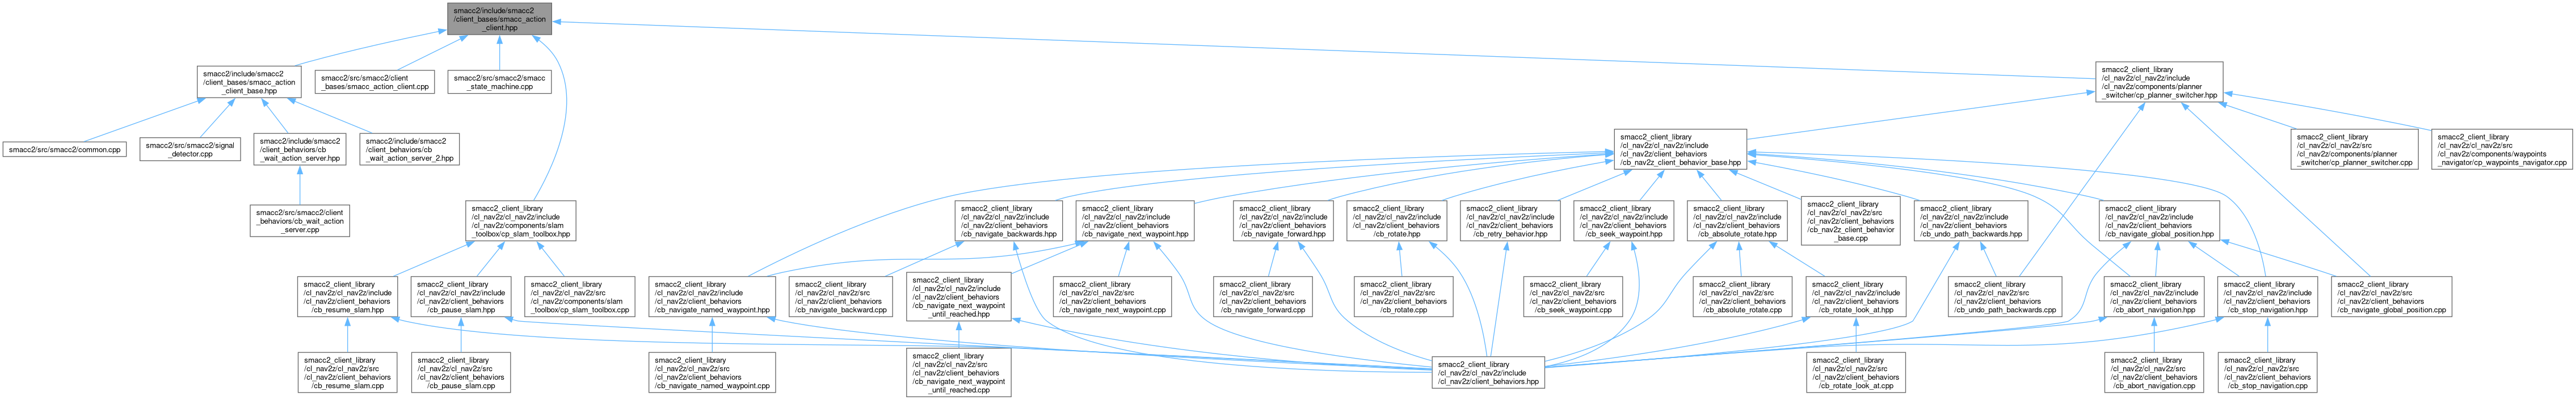 smacc2/include/smacc2
/client_bases/smacc_action
_client.hpp
smacc2/include/smacc2
/client_bases/smacc_action
_client_base.hpp
smacc2/src/smacc2/client
_bases/smacc_action_client.cpp
smacc2/src/smacc2/smacc
_state_machine.cpp
smacc2_client_library
/cl_nav2z/cl_nav2z/include
/cl_nav2z/components/planner
_switcher/cp_planner_switcher.hpp
smacc2/src/smacc2/common.cpp
smacc2/src/smacc2/signal
_detector.cpp
smacc2/include/smacc2
/client_behaviors/cb
_wait_action_server.hpp
smacc2/include/smacc2
/client_behaviors/cb
_wait_action_server_2.hpp
smacc2_client_library
/cl_nav2z/cl_nav2z/include
/cl_nav2z/client_behaviors
/cb_nav2z_client_behavior_base.hpp
smacc2_client_library
/cl_nav2z/cl_nav2z/src
/cl_nav2z/components/planner
_switcher/cp_planner_switcher.cpp
smacc2_client_library
/cl_nav2z/cl_nav2z/src
/cl_nav2z/components/waypoints
_navigator/cp_waypoints_navigator.cpp
smacc2/src/smacc2/client
_behaviors/cb_wait_action
_server.cpp
smacc2_client_library
/cl_nav2z/cl_nav2z/include
/cl_nav2z/components/slam
_toolbox/cp_slam_toolbox.hpp
smacc2_client_library
/cl_nav2z/cl_nav2z/include
/cl_nav2z/client_behaviors
/cb_navigate_backwards.hpp
smacc2_client_library
/cl_nav2z/cl_nav2z/include
/cl_nav2z/client_behaviors
/cb_navigate_next_waypoint.hpp
smacc2_client_library
/cl_nav2z/cl_nav2z/include
/cl_nav2z/client_behaviors
/cb_navigate_forward.hpp
smacc2_client_library
/cl_nav2z/cl_nav2z/include
/cl_nav2z/client_behaviors
/cb_rotate.hpp
smacc2_client_library
/cl_nav2z/cl_nav2z/include
/cl_nav2z/client_behaviors
/cb_retry_behavior.hpp
smacc2_client_library
/cl_nav2z/cl_nav2z/include
/cl_nav2z/client_behaviors
/cb_seek_waypoint.hpp
smacc2_client_library
/cl_nav2z/cl_nav2z/include
/cl_nav2z/client_behaviors
/cb_absolute_rotate.hpp
smacc2_client_library
/cl_nav2z/cl_nav2z/src
/cl_nav2z/client_behaviors
/cb_nav2z_client_behavior
_base.cpp
smacc2_client_library
/cl_nav2z/cl_nav2z/include
/cl_nav2z/client_behaviors
/cb_undo_path_backwards.hpp
smacc2_client_library
/cl_nav2z/cl_nav2z/include
/cl_nav2z/client_behaviors
/cb_navigate_global_position.hpp
smacc2_client_library
/cl_nav2z/cl_nav2z/include
/cl_nav2z/client_behaviors
/cb_resume_slam.hpp
smacc2_client_library
/cl_nav2z/cl_nav2z/include
/cl_nav2z/client_behaviors
/cb_pause_slam.hpp
smacc2_client_library
/cl_nav2z/cl_nav2z/src
/cl_nav2z/components/slam
_toolbox/cp_slam_toolbox.cpp
smacc2_client_library
/cl_nav2z/cl_nav2z/include
/cl_nav2z/client_behaviors
/cb_navigate_named_waypoint.hpp
smacc2_client_library
/cl_nav2z/cl_nav2z/src
/cl_nav2z/client_behaviors
/cb_navigate_backward.cpp
smacc2_client_library
/cl_nav2z/cl_nav2z/include
/cl_nav2z/client_behaviors
/cb_navigate_next_waypoint
_until_reached.hpp
smacc2_client_library
/cl_nav2z/cl_nav2z/src
/cl_nav2z/client_behaviors
/cb_navigate_next_waypoint.cpp
smacc2_client_library
/cl_nav2z/cl_nav2z/src
/cl_nav2z/client_behaviors
/cb_navigate_forward.cpp
smacc2_client_library
/cl_nav2z/cl_nav2z/src
/cl_nav2z/client_behaviors
/cb_rotate.cpp
smacc2_client_library
/cl_nav2z/cl_nav2z/src
/cl_nav2z/client_behaviors
/cb_seek_waypoint.cpp
smacc2_client_library
/cl_nav2z/cl_nav2z/src
/cl_nav2z/client_behaviors
/cb_absolute_rotate.cpp
smacc2_client_library
/cl_nav2z/cl_nav2z/include
/cl_nav2z/client_behaviors
/cb_rotate_look_at.hpp
smacc2_client_library
/cl_nav2z/cl_nav2z/src
/cl_nav2z/client_behaviors
/cb_undo_path_backwards.cpp
smacc2_client_library
/cl_nav2z/cl_nav2z/include
/cl_nav2z/client_behaviors
/cb_abort_navigation.hpp
smacc2_client_library
/cl_nav2z/cl_nav2z/include
/cl_nav2z/client_behaviors
/cb_stop_navigation.hpp
smacc2_client_library
/cl_nav2z/cl_nav2z/src
/cl_nav2z/client_behaviors
/cb_navigate_global_position.cpp
smacc2_client_library
/cl_nav2z/cl_nav2z/src
/cl_nav2z/client_behaviors
/cb_resume_slam.cpp
smacc2_client_library
/cl_nav2z/cl_nav2z/src
/cl_nav2z/client_behaviors
/cb_pause_slam.cpp
smacc2_client_library
/cl_nav2z/cl_nav2z/src
/cl_nav2z/client_behaviors
/cb_navigate_named_waypoint.cpp
smacc2_client_library
/cl_nav2z/cl_nav2z/src
/cl_nav2z/client_behaviors
/cb_navigate_next_waypoint
_until_reached.cpp
smacc2_client_library
/cl_nav2z/cl_nav2z/include
/cl_nav2z/client_behaviors.hpp
smacc2_client_library
/cl_nav2z/cl_nav2z/src
/cl_nav2z/client_behaviors
/cb_rotate_look_at.cpp
smacc2_client_library
/cl_nav2z/cl_nav2z/src
/cl_nav2z/client_behaviors
/cb_abort_navigation.cpp
smacc2_client_library
/cl_nav2z/cl_nav2z/src
/cl_nav2z/client_behaviors
/cb_stop_navigation.cpp